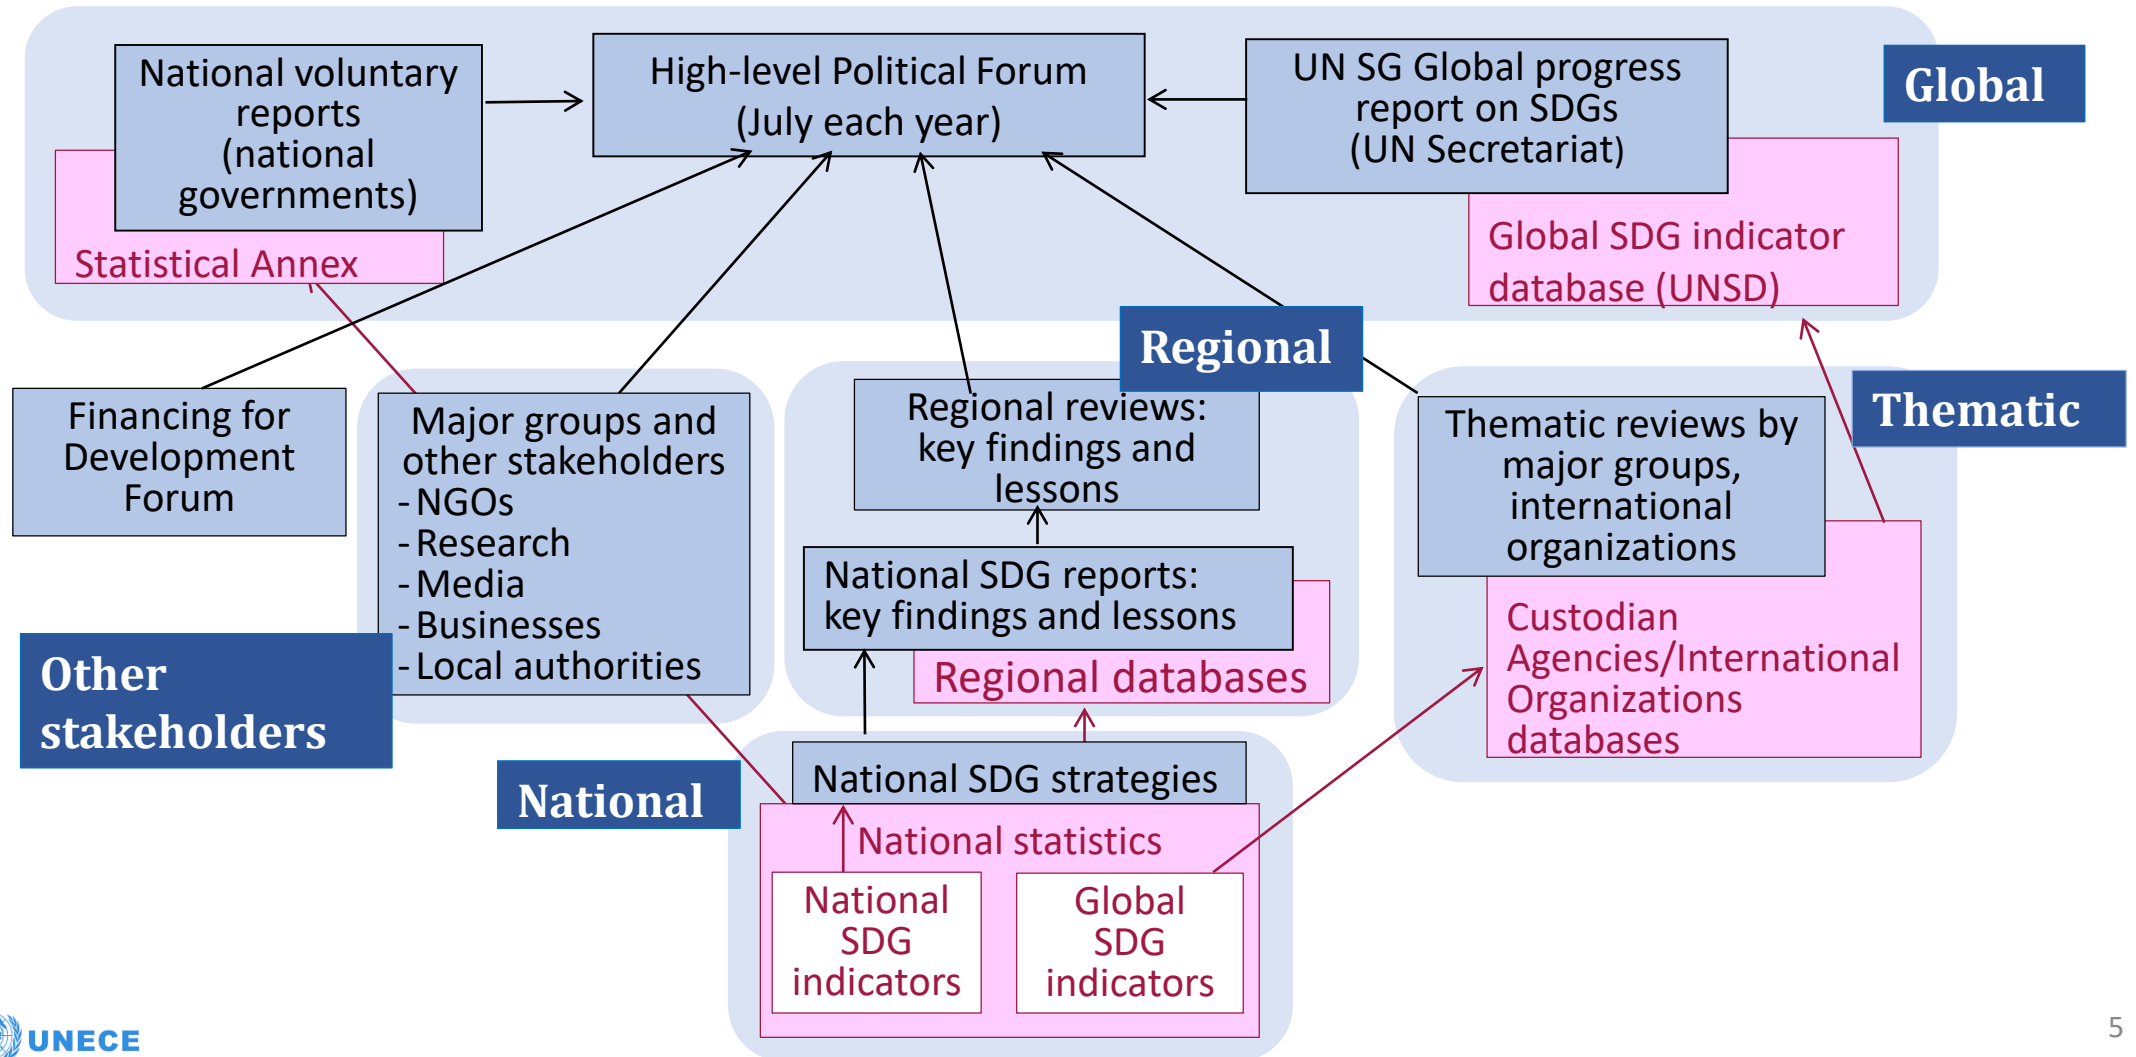 National voluntary
reports
(national
governments)
Statistical Annex
High-level Political Forum
(July each year)
UN SG Global progress
report on SDGs
(UN Secretariat)
Global SDG indicator
database (UNSD)
Global
Regional
Thematic
Financing for
Development
Forum
Major groups and
other stakeholders
- NGOs
- Research
- Media
- Businesses
- Local authorities
Other
stakeholders
Regional reviews:
key findings and
lessons
National SDG reports:
key findings and lessons
Regional databases
Thematic reviews by
major groups,
international
organizations
Custodian
Agencies/International
Organizations
databases
National
National SDG strategies
National statistics
National
SDG
indicators
Global
SDG
indicators
UNECE
5